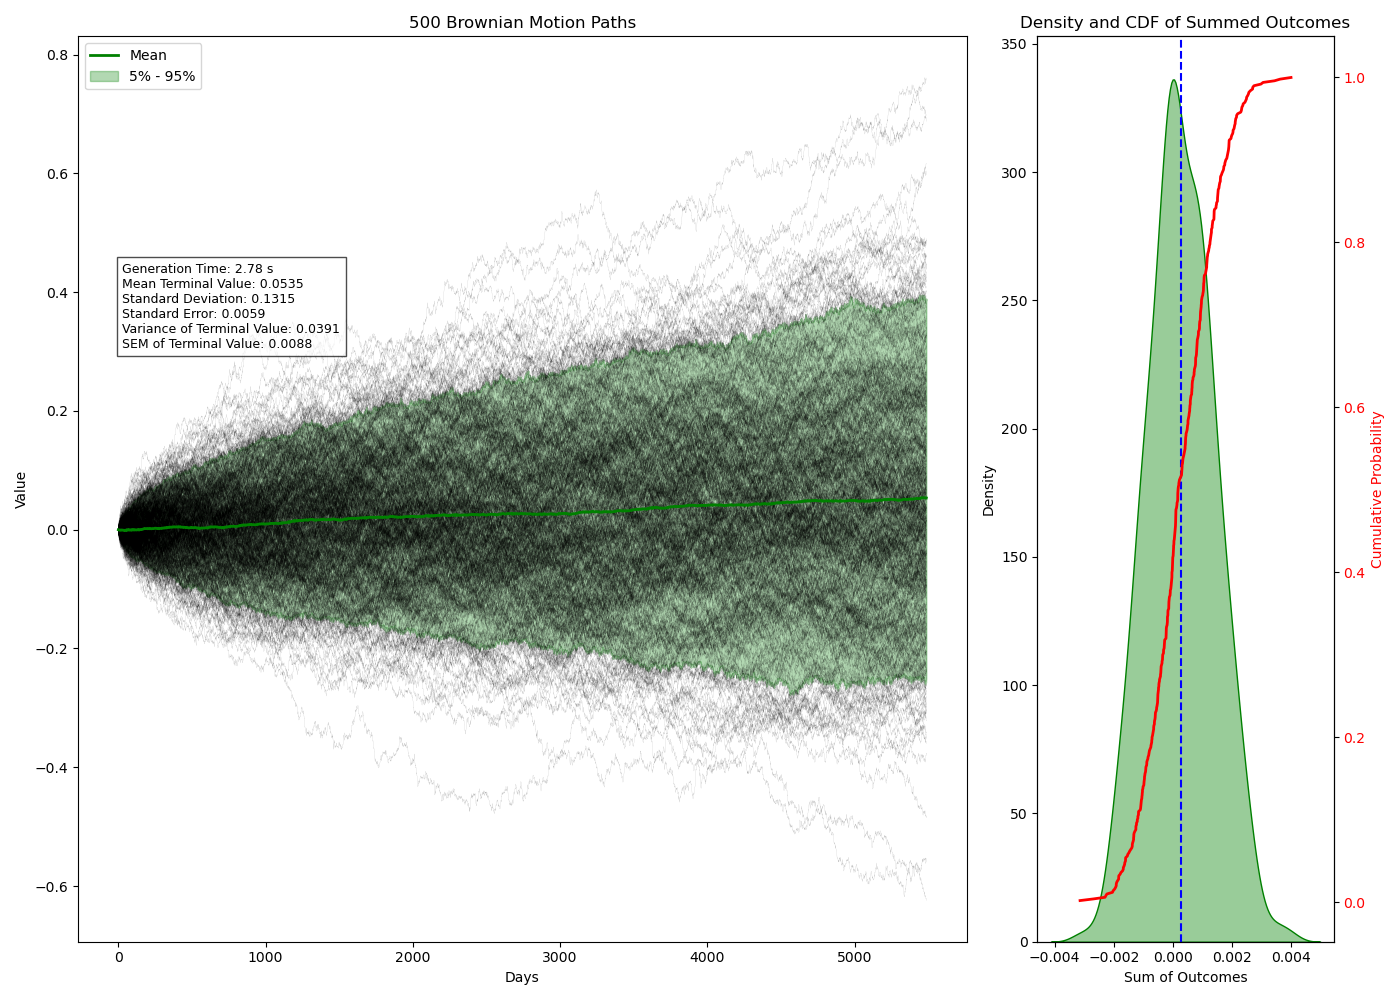 500 Brownian Motion Paths
Mean
5% - 95%
Generation Time: 2.78 s
Mean Terminal Value: 0.0535
Standard Deviation: 0.1315
Standard Error: 0.0059
Variance of Terminal Value: 0.0391
SEM of Terminal Value: 0.0088
Value
0.8
0.6
0.4
0.2
0.0
−0.2
−0.4
−0.6
0 1000 2000 3000 4000 5000
Days
Density and CDF of Summed Outcomes
Density
350
300
250
200
150
100
50
0
−0.004 −0.002 0.000 0.002 0.004
Sum of Outcomes
1.0
0.8
0.6
0.4
0.2
0.0
Cumulative Probability